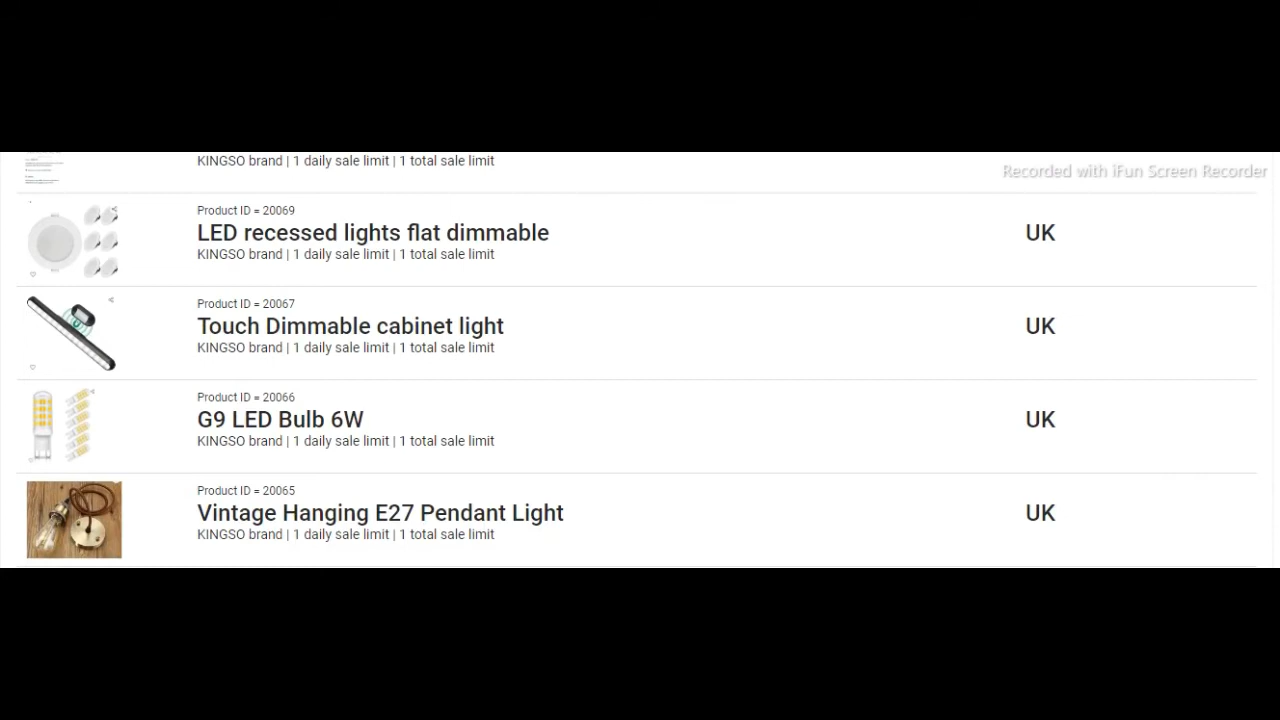 KINGSO brand | 1 daily sale limit | 1 total sale limit
Recorded with iFun Screen Recorder
Product ID = 20069
LED recessed lights flat dimmable
UK
KINGSO brand | 1 daily sale limit | 1 total sale limit
Product ID = 20067
Touch Dimmable cabinet light
UK
KINGSO brand | 1 daily sale limit | 1 total sale limit
Product ID = 20066
G9 LED Bulb 6W
UK
KINGSO brand | 1 daily sale limit | 1 total sale limit
Product ID = 20065
Vintage Hanging E27 Pendant Light
UK
KINGSO brand | 1 daily sale limit | 1 total sale limit